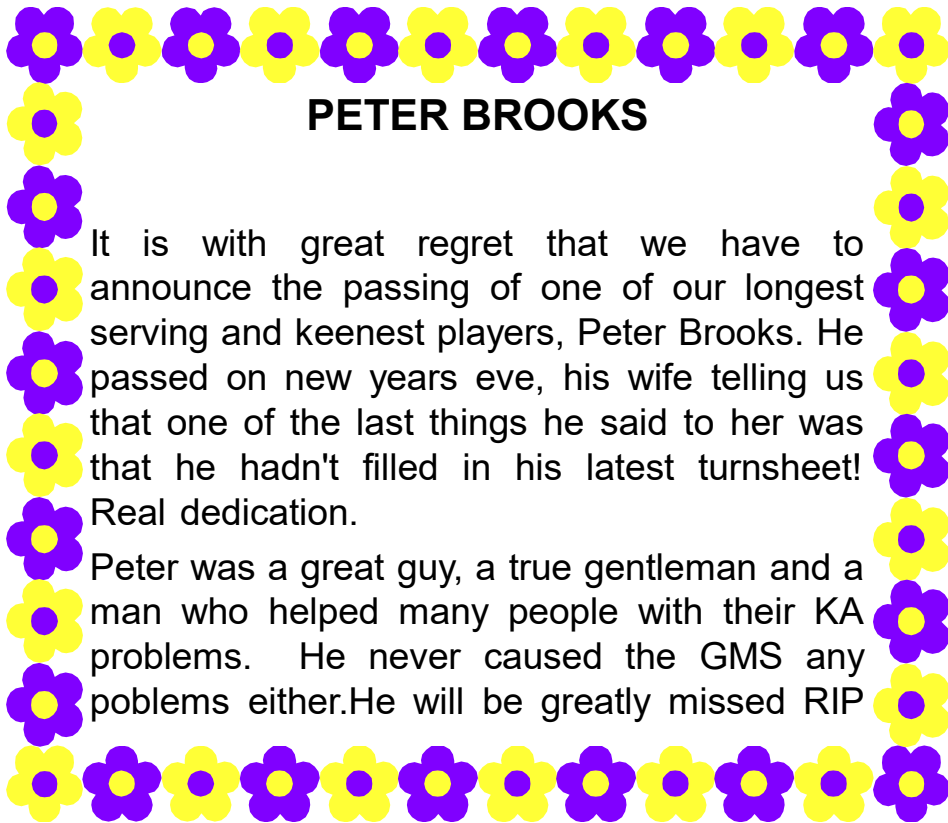 PETER BROOKS
It is with great regret that we have to
announce the passing of one of our longest
serving and keenest players, Peter Brooks. He
passed on new years eve, his wife telling us
that one of the last things he said to her was
that he hadn't filled in his latest turnsheet!
Real dedication.
Peter was a great guy, a true gentleman and a
man who helped many people with their KA
problems. He never caused the GMS any
poblems either.He will be greatly missed RIP